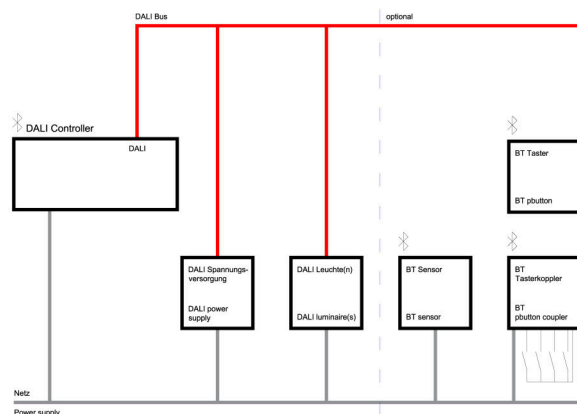 DALI Bus
optional
DALI Controller
DALI
BT Taster
BT pbutton
DALI Spannungs-
versorgung
DALI power
supply
DALI Leuchte(n)
DALI luminaire(s)
BT Sensor
BT sensor
BT
Tasterkoppler
BT
pbutton coupler
Netz
Power supply